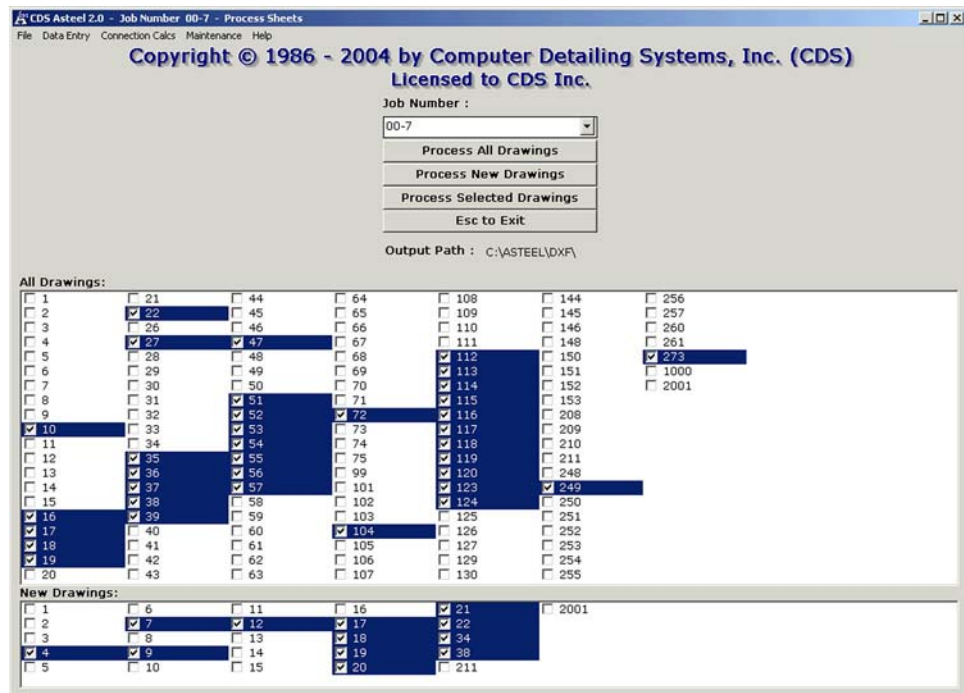 CDS Asteel 2.0 - Job Number 00-7 - Process Sheets
File Data Entry Connection Calcs Maintenance Help
Copyright © 1986 - 2004 by Computer Detailing Systems, Inc. (CDS)
Licensed to CDS Inc.
Job Number :
00-7
Process All Drawings
Process New Drawings
Process Selected Drawings
Esc to Exit
Output Path : C:\ASTEEL\DXF\
All Drawings:
1 21 44 64 108 144 256
2 22 45 65 109 145 257
3 26 46 66 110 146 260
4 27 47 67 111 148 261
5 28 48 68 112 150 273
6 29 49 69 113 151 1000
7 30 50 70 114 152 2001
8 31 51 71 115 153
9 32 52 72 116 208
10 33 53 73 117 209
11 34 54 74 118 210
12 35 55 75 119 211
13 36 56 99 120 248
14 37 57 101 123 249
15 38 58 102 124 250
16 39 59 103 125 251
17 40 60 104 126 252
18 41 61 105 127 253
19 42 62 106 129 254
20 43 63 107 130 255
New Drawings:
1 6 11 16 21 2001
2 7 12 17 22
3 8 13 18 34
4 9 14 19 38
5 10 15 20 211